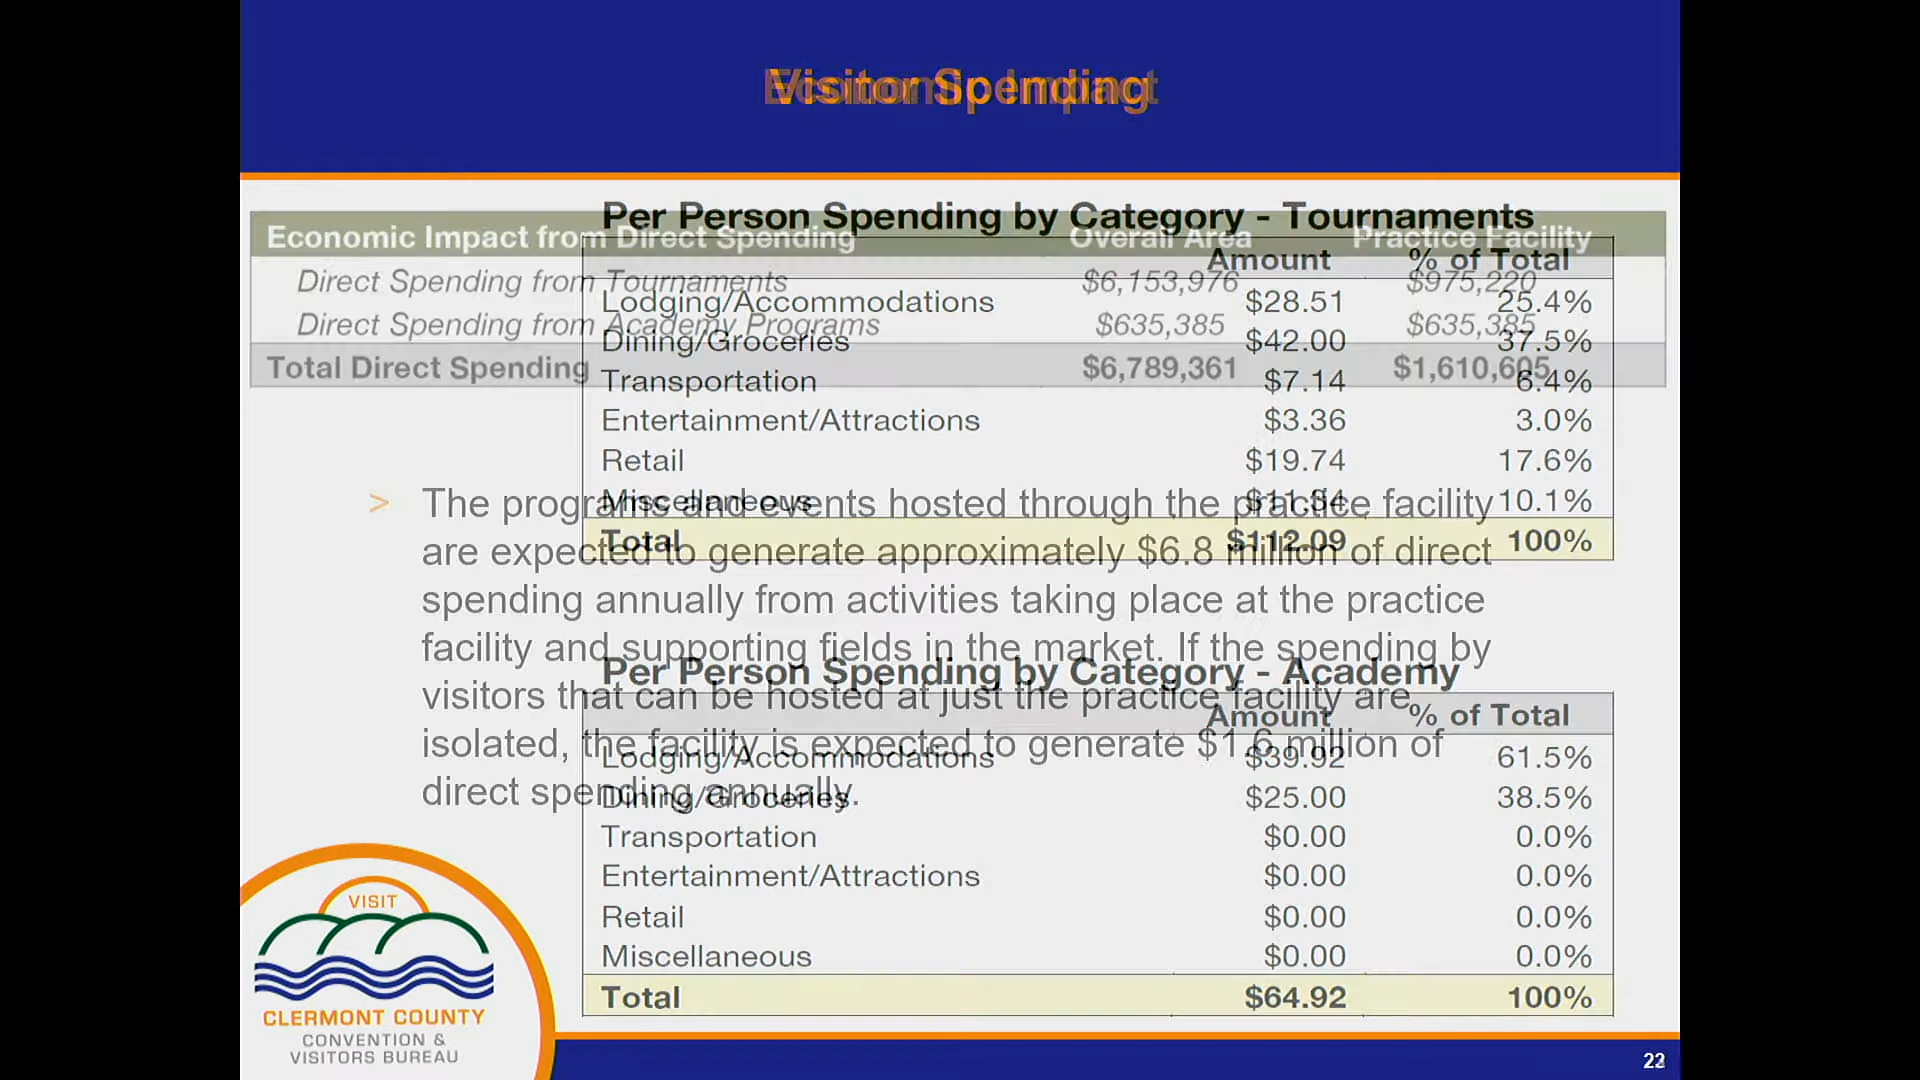 Visitor Spending
Economic Impact
Per Person Spending by Category - Tournaments
Amount % of Total
Lodging/Accommodations $28.51 25.4%
Dining/Groceries $42.00 37.5%
Transportation $7.14 6.4%
Entertainment/Attractions $3.36 3.0%
Retail $19.74 17.6%
Miscellaneous $11.34 10.1%
Total $112.09 100%
Per Person Spending by Category - Academy
Amount % of Total
Lodging/Accommodations $39.92 61.5%
Dining/Groceries $25.00 38.5%
Transportation $0.00 0.0%
Entertainment/Attractions $0.00 0.0%
Retail $0.00 0.0%
Miscellaneous $0.00 0.0%
Total $64.92 100%
Economic Impact from Direct Spending Overall Area Practice Facility
Direct Spending from Tournaments $6,153,976 $975,220
Direct Spending from Academy Programs $635,385 $635,385
Total Direct Spending $6,789,361 $1,610,605
> The programs and events hosted through the practice facility
are expected to generate approximately $6.8 million of direct
spending annually from activities taking place at the practice
facility and supporting fields in the market. If the spending by
visitors that can be hosted at just the practice facility are
isolated, the facility is expected to generate $1.6 million of
direct spending annually.
VISIT
CLERMONT COUNTY
CONVENTION &
VISITORS BUREAU